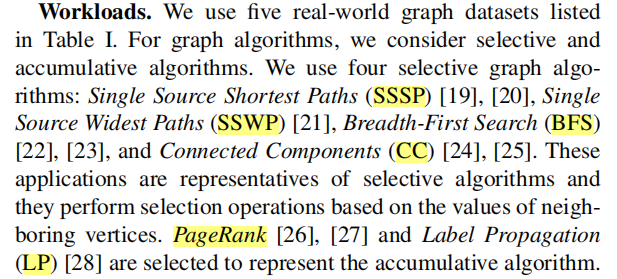 Workloads. We use five real-world graph datasets listed
in Table I. For graph algorithms, we consider selective and
accumulative algorithms. We use four selective graph algo-
rithms: Single Source Shortest Paths (SSSP) [19], [20], Single
Source Widest Paths (SSWP) [21], Breadth-First Search (BFS)
[22], [23], and Connected Components (CC) [24], [25]. These
applications are representatives of selective algorithms and
they perform selection operations based on the values of neigh-
boring vertices. PageRank [26], [27] and Label Propagation
(LP) [28] are selected to represent the accumulative algorithm.